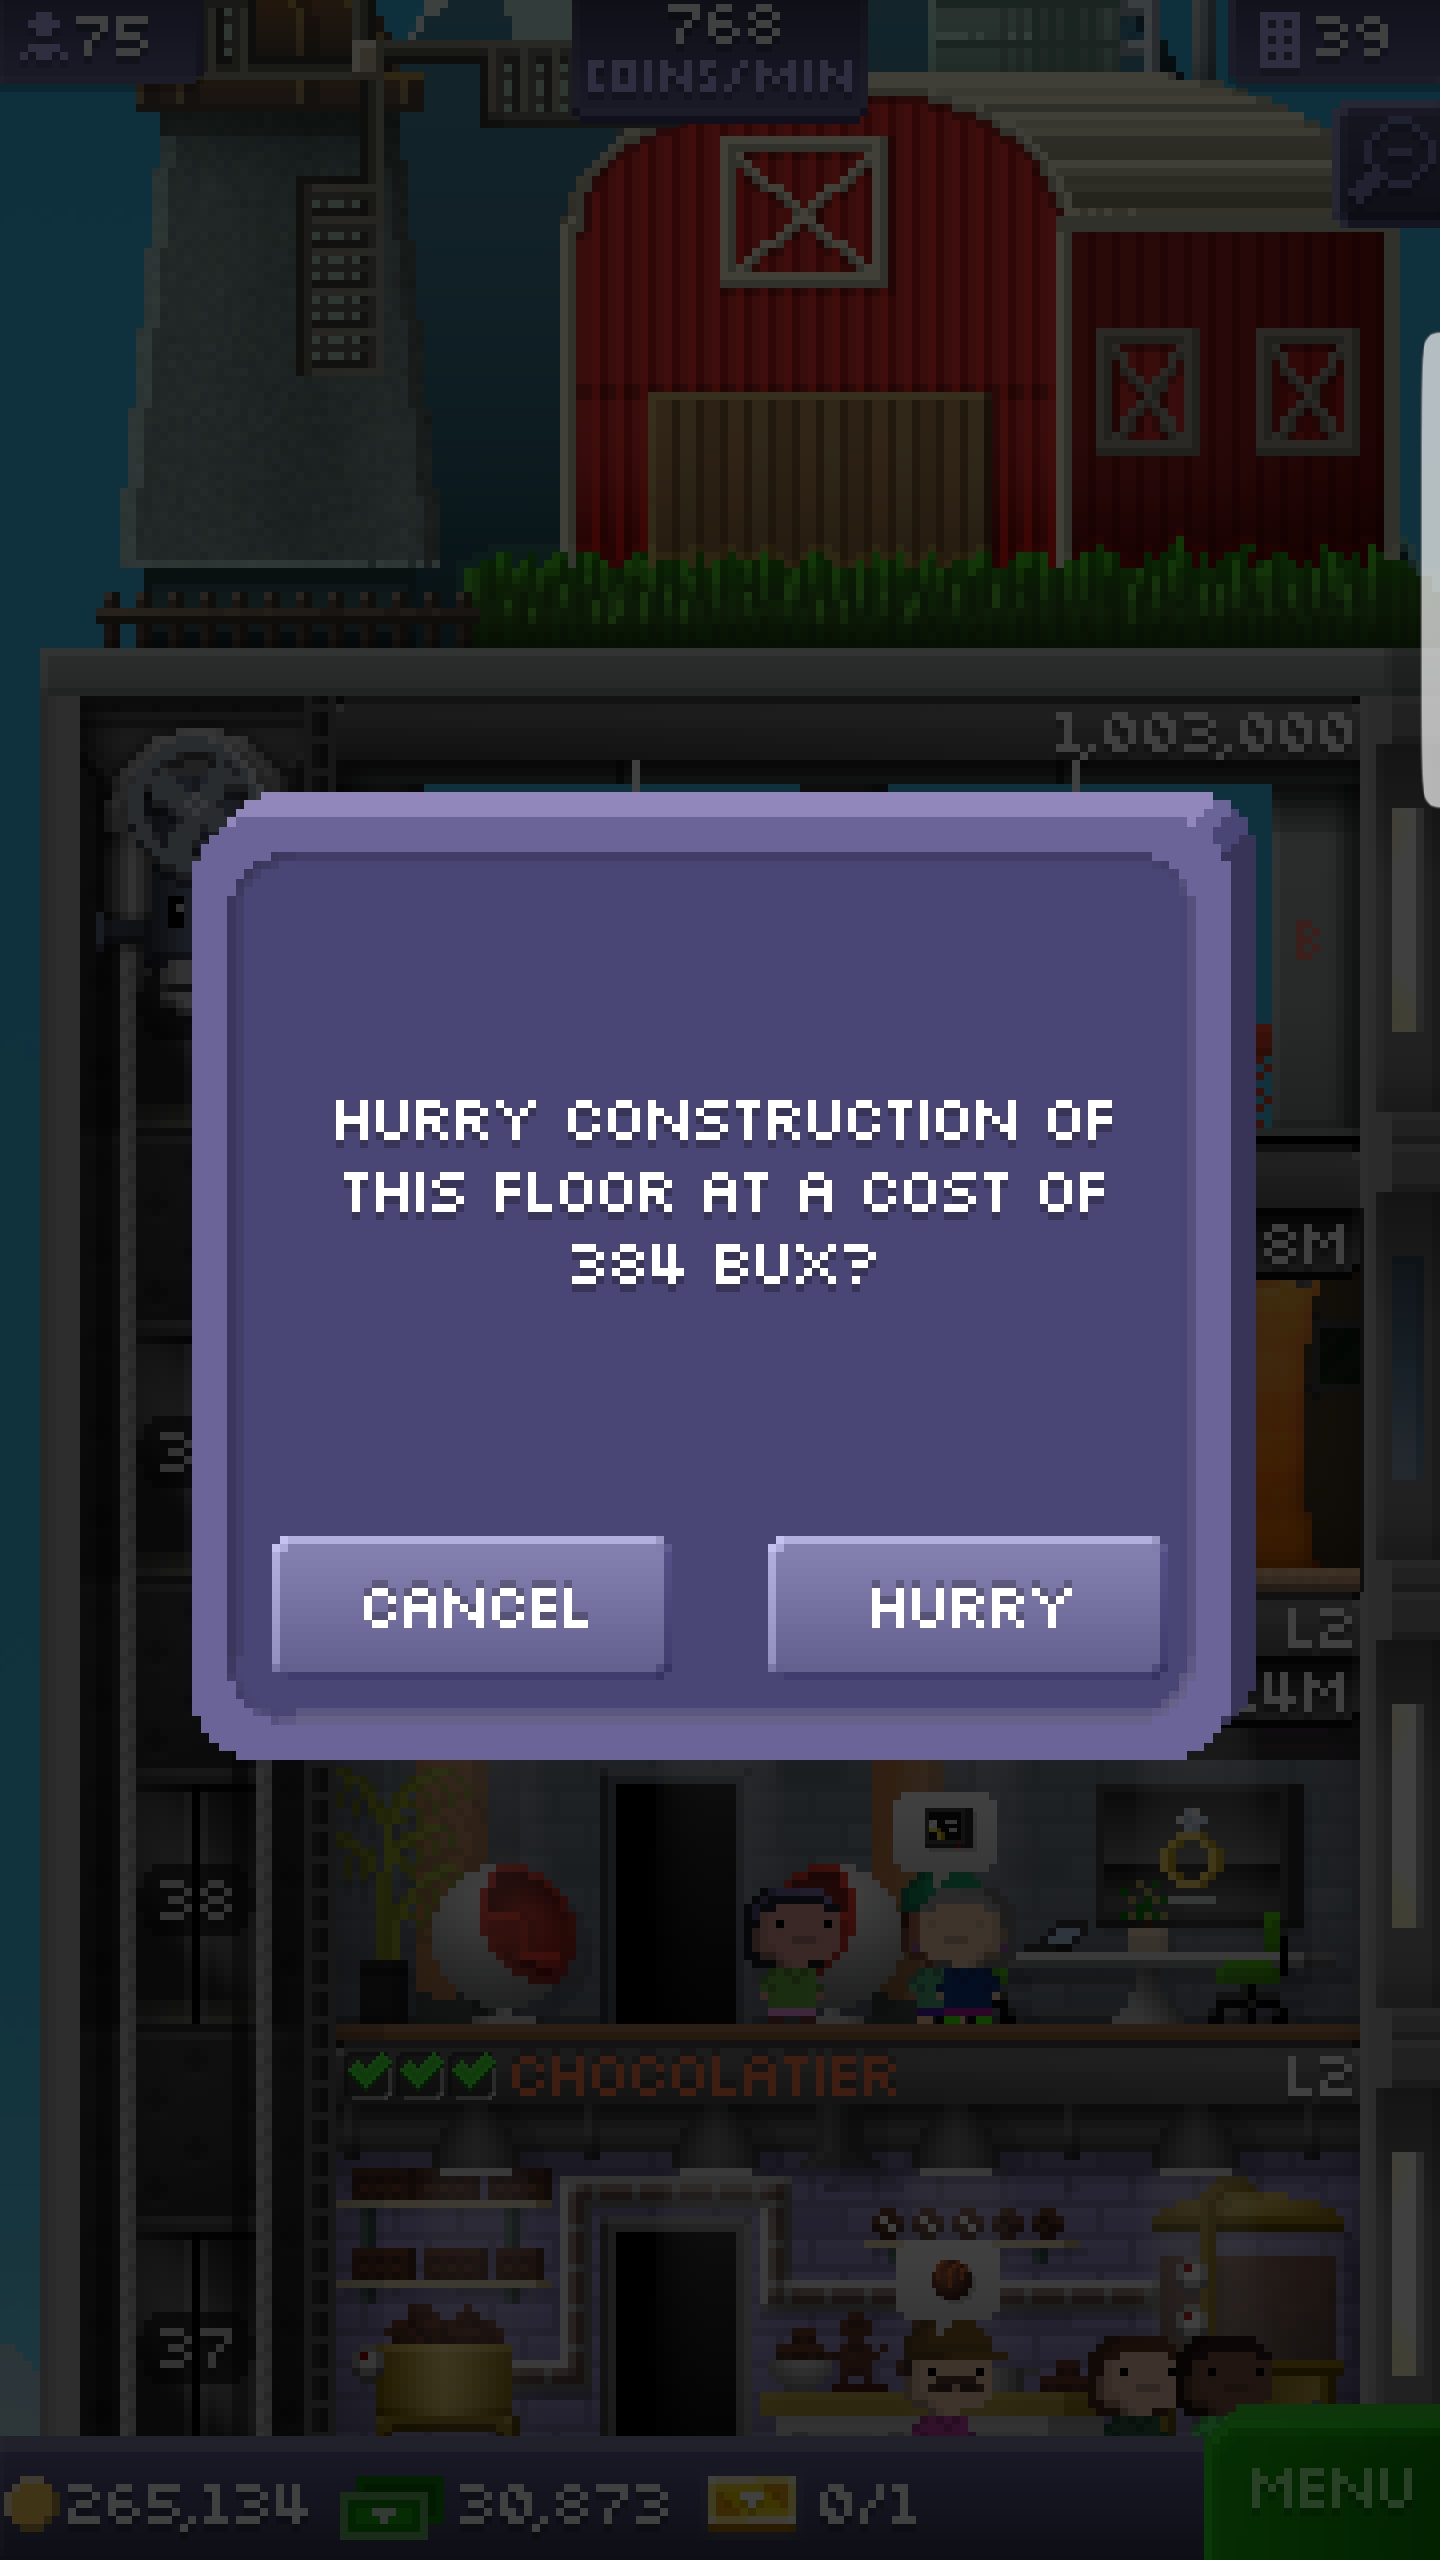 75
768
COINS/MIN
39
1,003,000
B
HURRY CONSTRUCTION OF
THIS FLOOR AT A COST OF
384 BUX?
8M
CANCEL
HURRY
L2
4M
38
CHOCOLATIER
L2
37
265,134
30,873
0/1
MENU